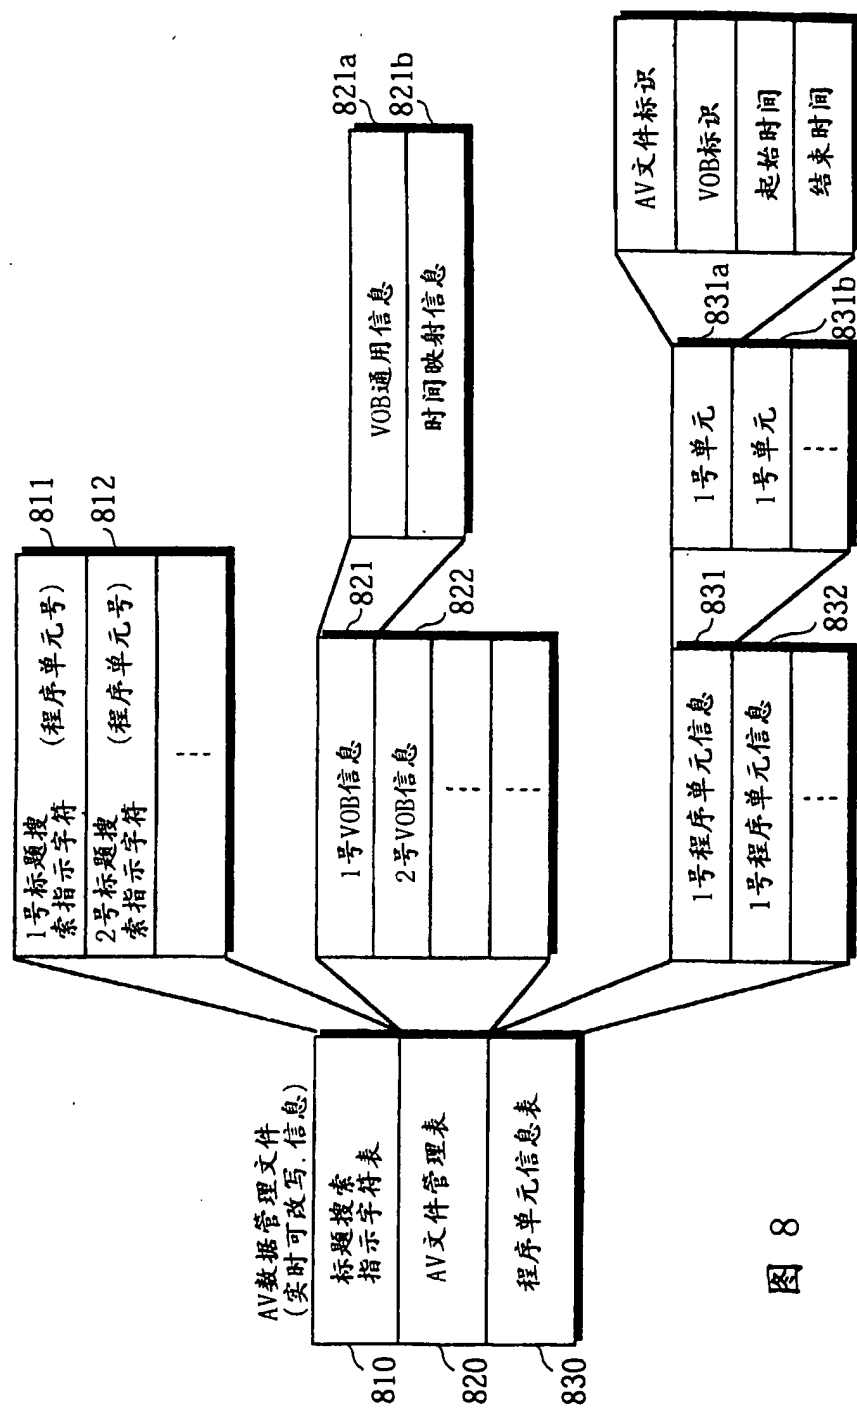 AV数据管理文件
(实时可改写信息)
标题搜索
指示字符表
AV文件管理表
程序单元信息表
810
820
830
1号标题搜
索指示字符
(程序单元号)
2号标题搜
索指示字符
(程序单元号)
811
812
1号VOB信息
2号VOB信息
821
822
VOB通用信息
时间映射信息
821a
821b
1号程序单元信息
1号程序单元信息
831
832
1号单元
1号单元
831a
831b
AV文件标识
VOB标识
起始时间
结束时间
图 8